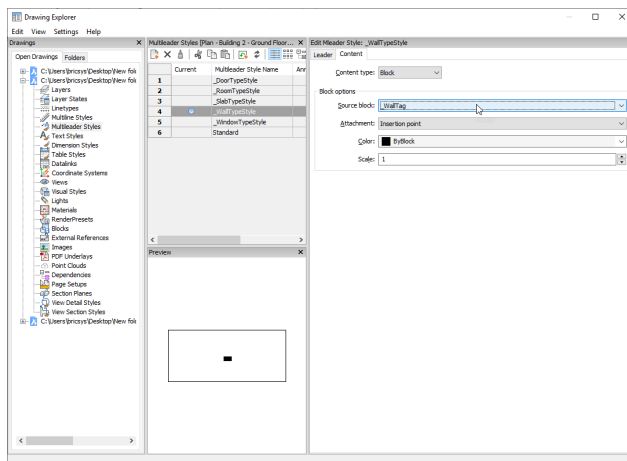 Drawing Explorer
Edit View Settings Help
Drawings
Open Drawings Folders
C:\Users\bricsys\Desktop\New fol
C:\Users\bricsys\Desktop\New fol
Layers
Layer States
Linetypes
Multiline Styles
Multileader Styles
Text Styles
Dimension Styles
Table Styles
Datalinks
Coordinate Systems
Views
Visual Styles
Lights
Materials
RenderPresets
Blocks
External References
Images
PDF Underlays
Point Clouds
Dependencies
Page Setups
Section Planes
View Detail Styles
View Section Styles
C:\Users\bricsys\Desktop\New fol
Multileader Styles [Plan - Building 2 - Ground Floor...
Current Multileader Style Name Anr
1 _DoorTypeStyle
2 _RoomTypeStyle
3 _SlabTypeStyle
4 _WallTypeStyle
5 _WindowTypeStyle
6 Standard
Preview
Edit Mleader Style: _WallTypeStyle
Leader Content
Content type: Block
Block options
Source block: _WallTag
Attachment: Insertion point
Color: ByBlock
Scale: 1